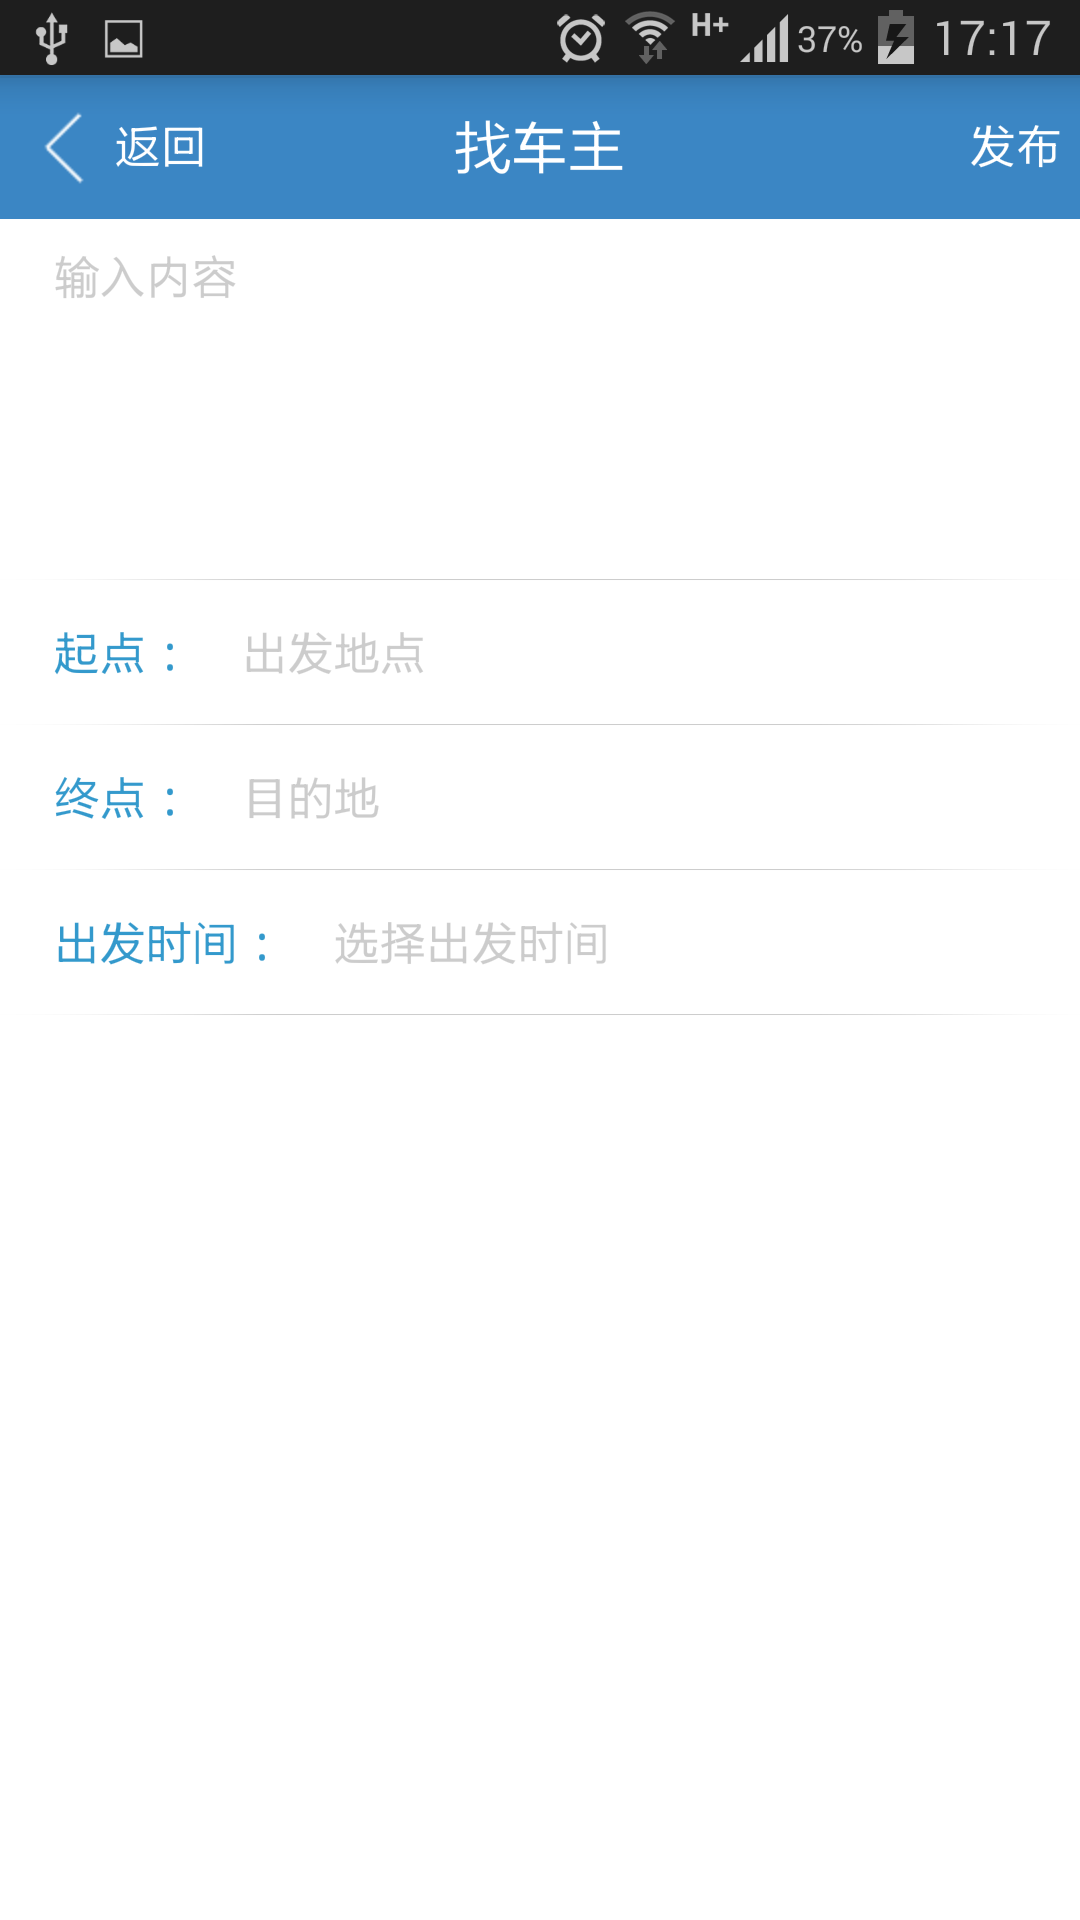 H+ 37% 17:17
返回 找车主 发布
输入内容
起点： 出发地点
终点： 目的地
出发时间： 选择出发时间